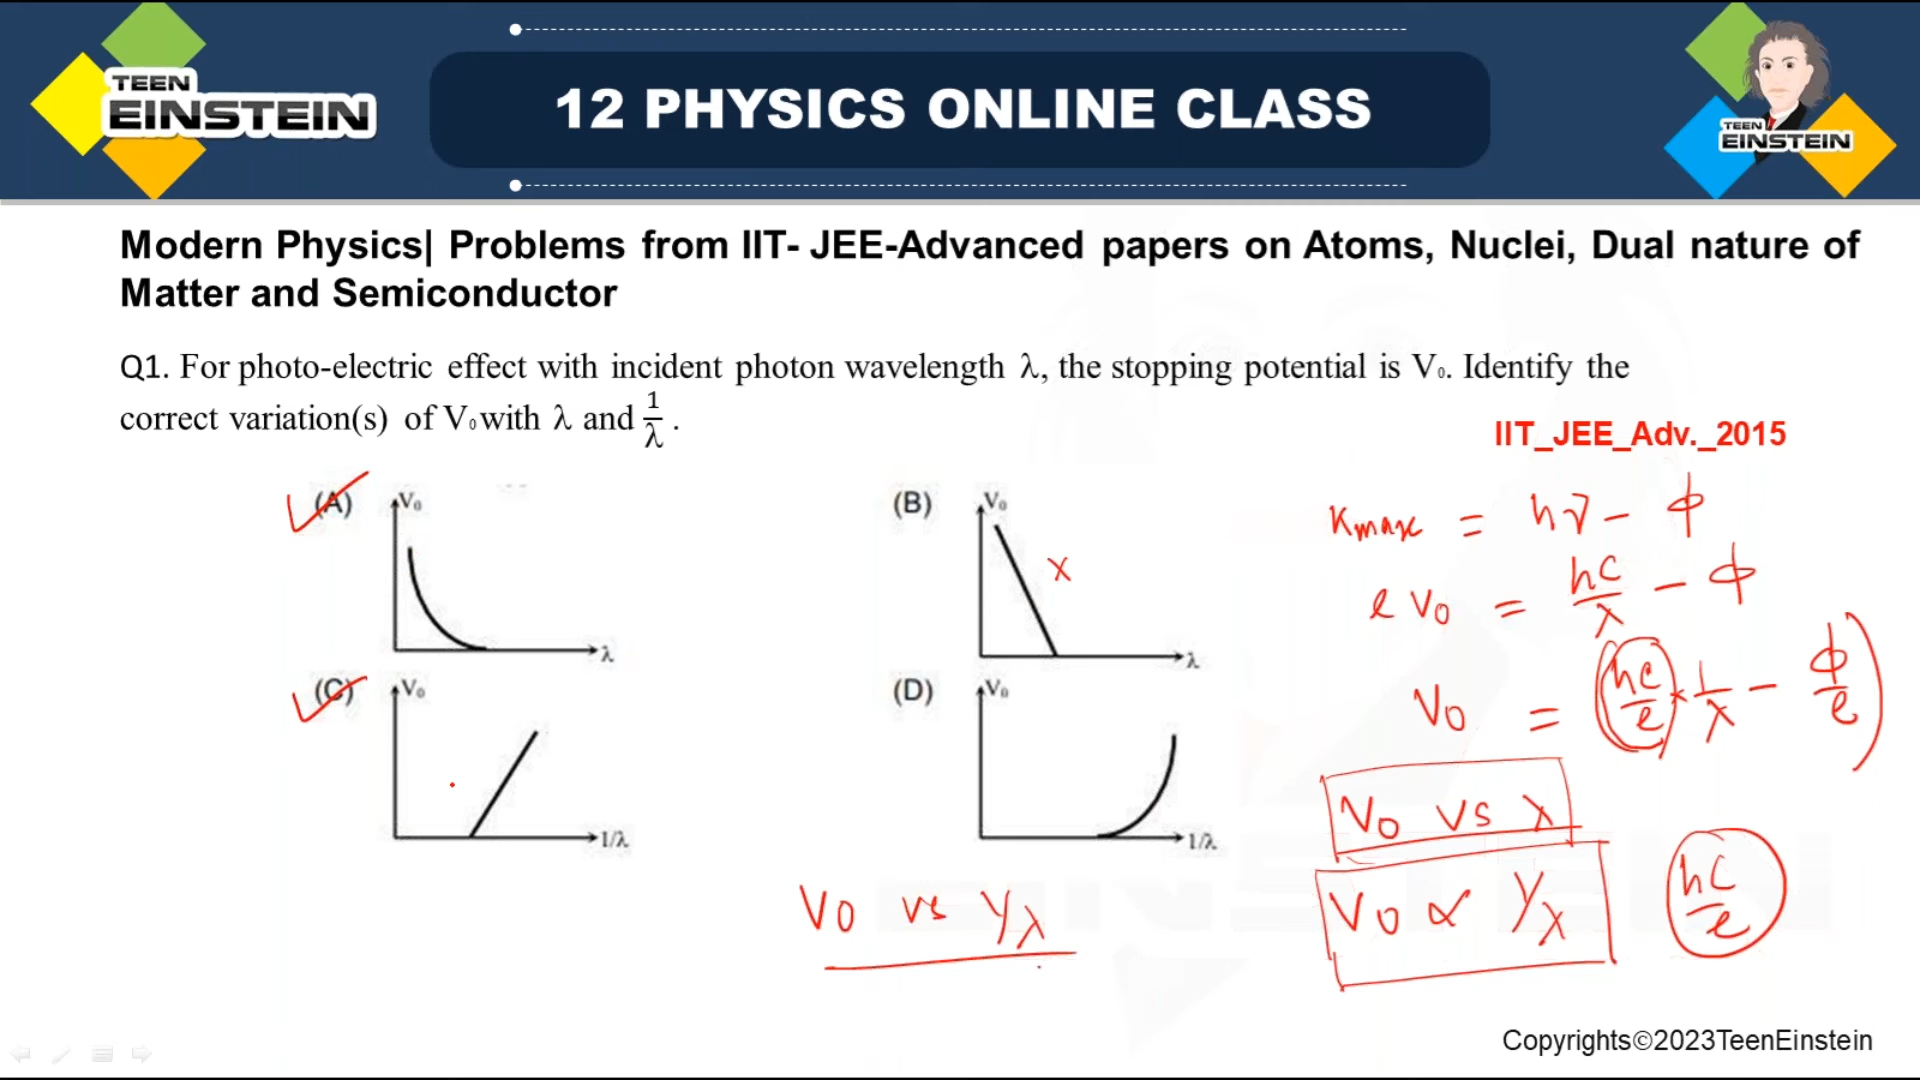 TEEN
EINSTEIN
12 PHYSICS ONLINE CLASS
TEEN
EINSTEIN
Modern Physics| Problems from IIT- JEE-Advanced papers on Atoms, Nuclei, Dual nature of
Matter and Semiconductor
Q1. For photo-electric effect with incident photon wavelength λ, the stopping potential is V₀. Identify the
correct variation(s) of V₀ with λ and 1/λ .
IIT_JEE_Adv._2015
(A) V₀ λ
(B) V₀ λ
x
(C) V₀ 1/λ
(D) V₀ 1/λ
Kmax = hν - ϕ
eV₀ = hc/λ - ϕ
V₀ = (hc/e) × 1/λ - ϕ/e)
V₀ vs λ
V₀ ∝ 1/λ
hc/e
V₀ vs 1/λ
Copyrights©2023TeenEinstein